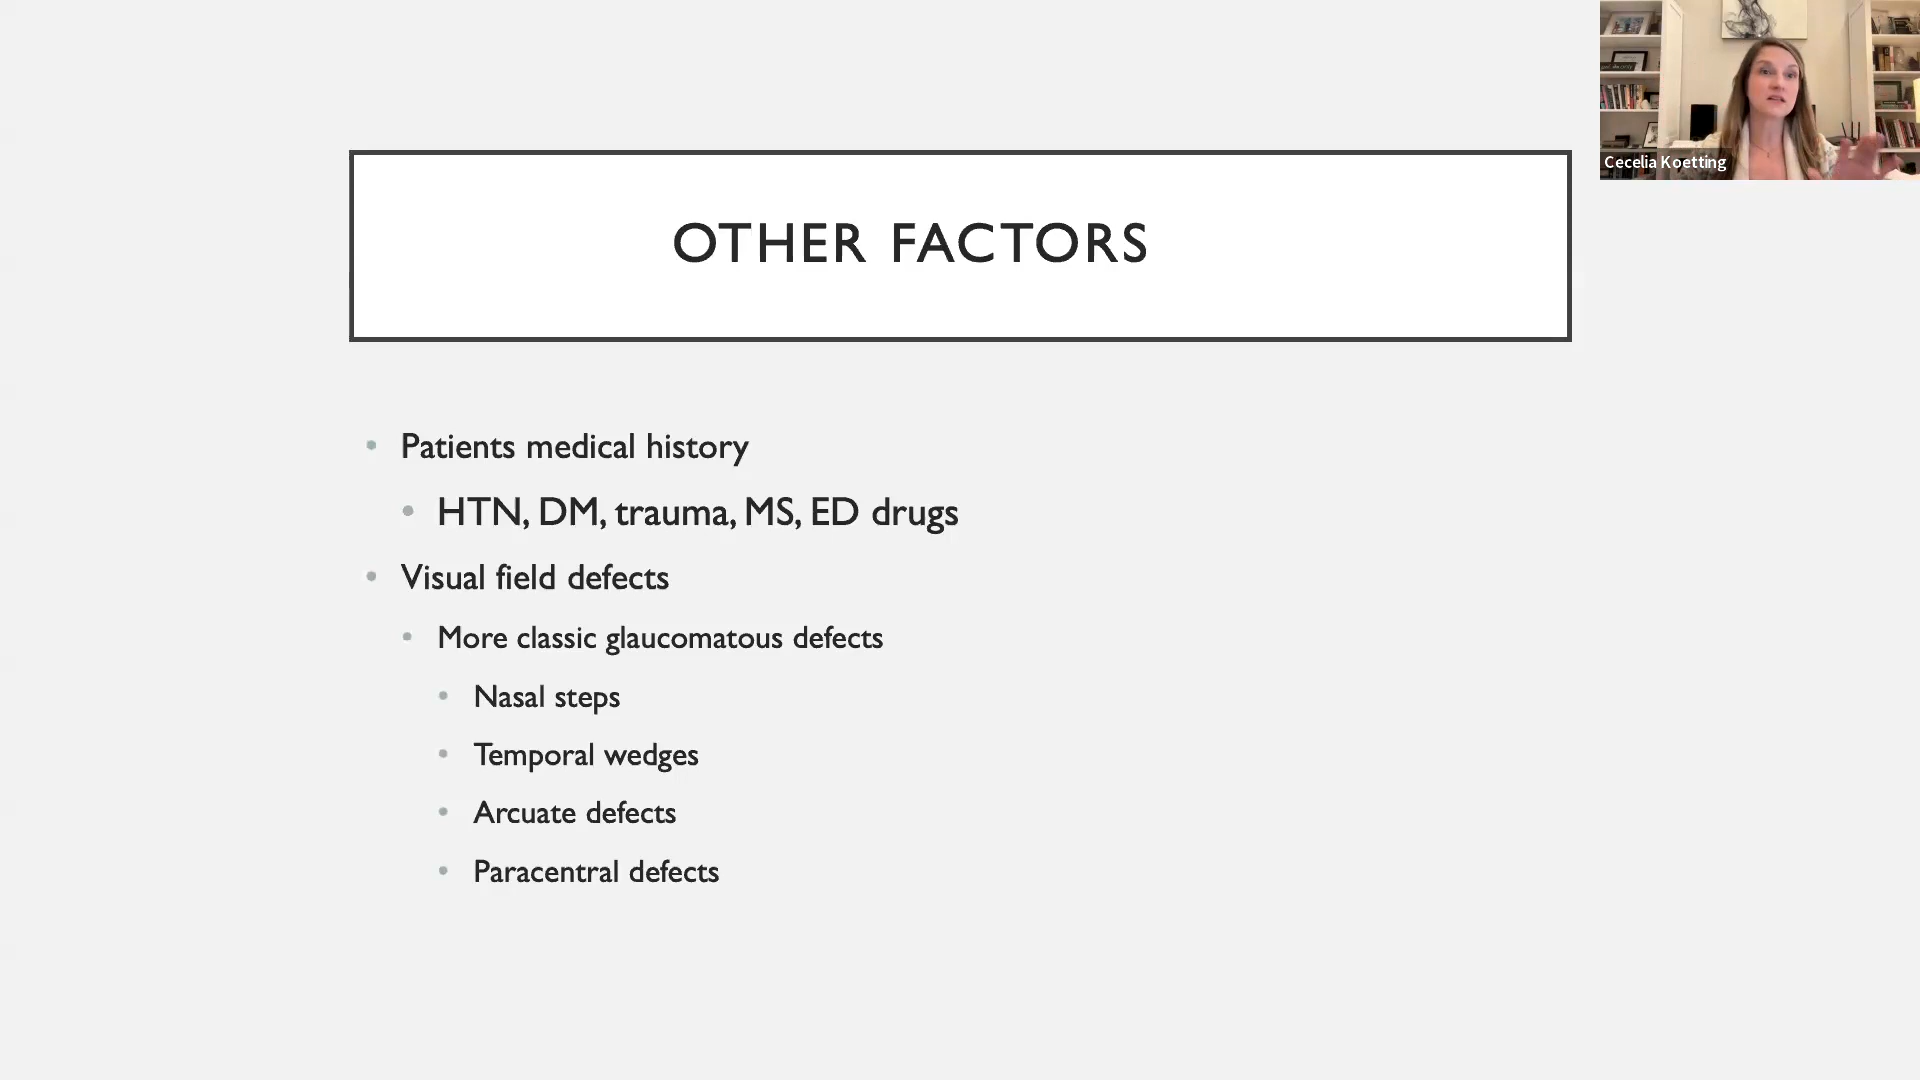 Cecelia Koetting
OTHER FACTORS
Patients medical history
HTN, DM, trauma, MS, ED drugs
Visual field defects
More classic glaucomatous defects
Nasal steps
Temporal wedges
Arcuate defects
Paracentral defects